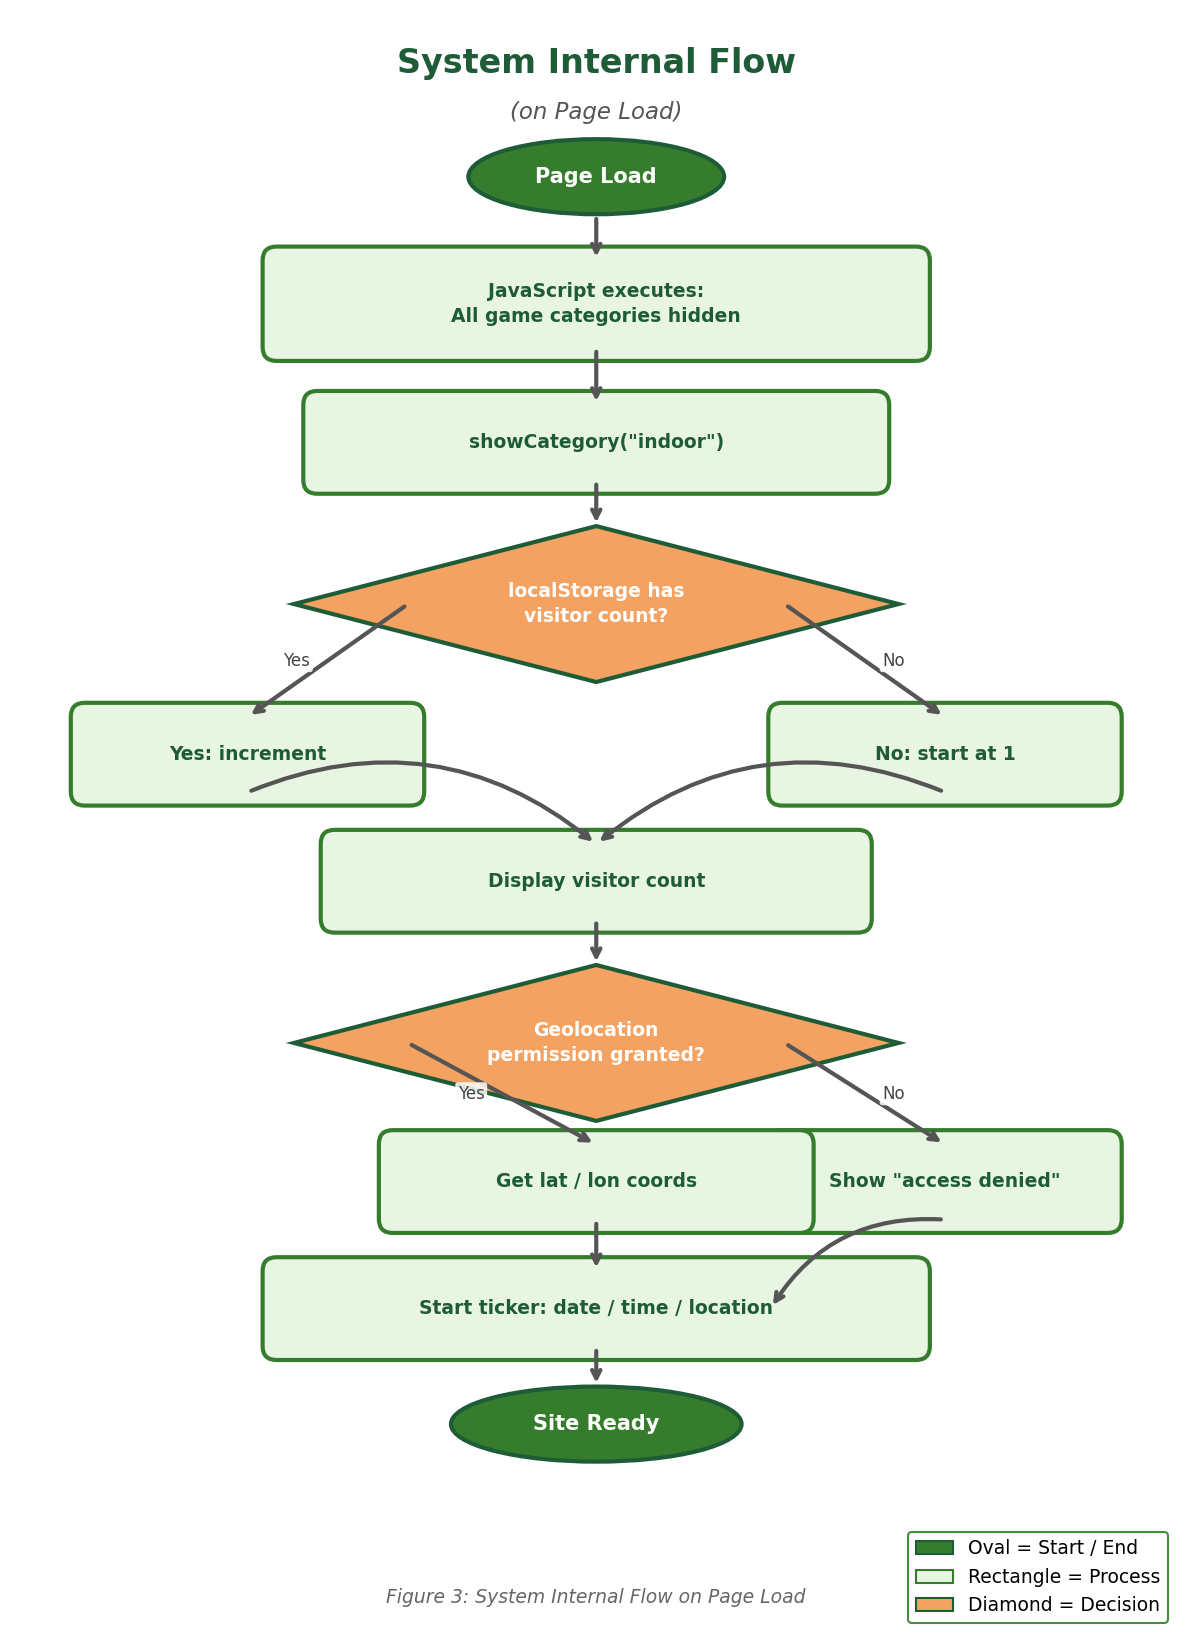 System Internal Flow
(on Page Load)
Page Load
JavaScript executes:
All game categories hidden
showCategory("indoor")
localStorage has
visitor count?
Yes
No
Yes: increment
No: start at 1
Display visitor count
Geolocation
permission granted?
Yes
No
Get lat / lon coords
Show "access denied"
Start ticker: date / time / location
Site Ready
Oval = Start / End
Rectangle = Process
Diamond = Decision
Figure 3: System Internal Flow on Page Load